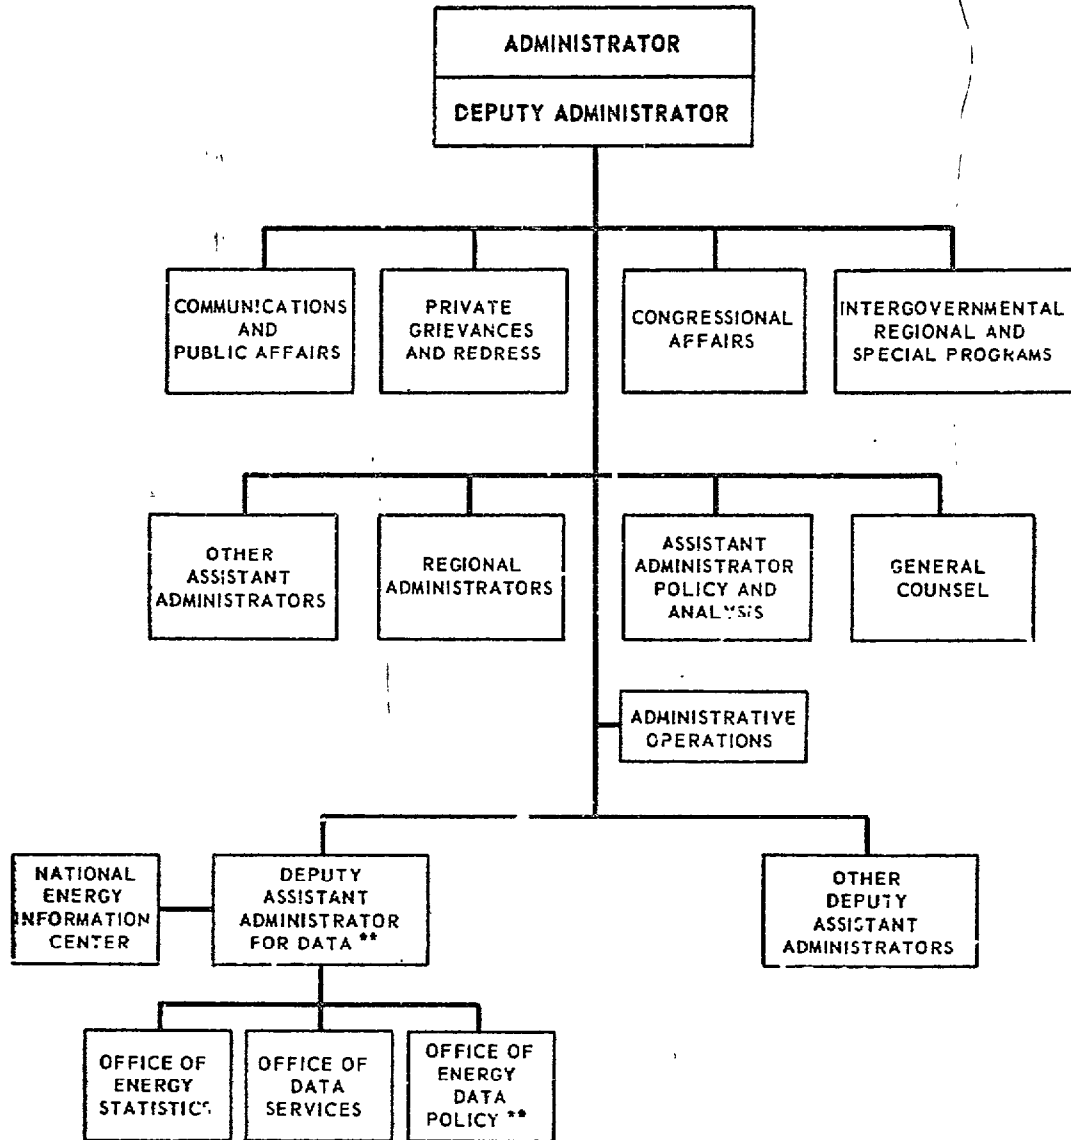 ADMINISTRATOR
DEPUTY ADMINISTRATOR
COMMUNICATIONS
AND
PUBLIC AFFAIRS
PRIVATE
GRIEVANCES
AND REDRESS
CONGRESSIONAL
AFFAIRS
INTERGOVERNMENTAL
REGIONAL AND
SPECIAL PROGRAMS
OTHER
ASSISTANT
ADMINISTRATORS
REGIONAL
ADMINISTRATORS
ASSISTANT
ADMINISTRATOR
POLICY AND
ANALYSIS
GENERAL
COUNSEL
ADMINISTRATIVE
OPERATIONS
NATIONAL
ENERGY
INFORMATION
CENTER
DEPUTY
ASSISTANT
ADMINISTRATOR
FOR DATA **
OTHER
DEPUTY
ASSISTANT
ADMINISTRATORS
OFFICE OF
ENERGY
STATISTICS
OFFICE OF
DATA
SERVICES
OFFICE OF
ENERGY
DATA
POLICY **